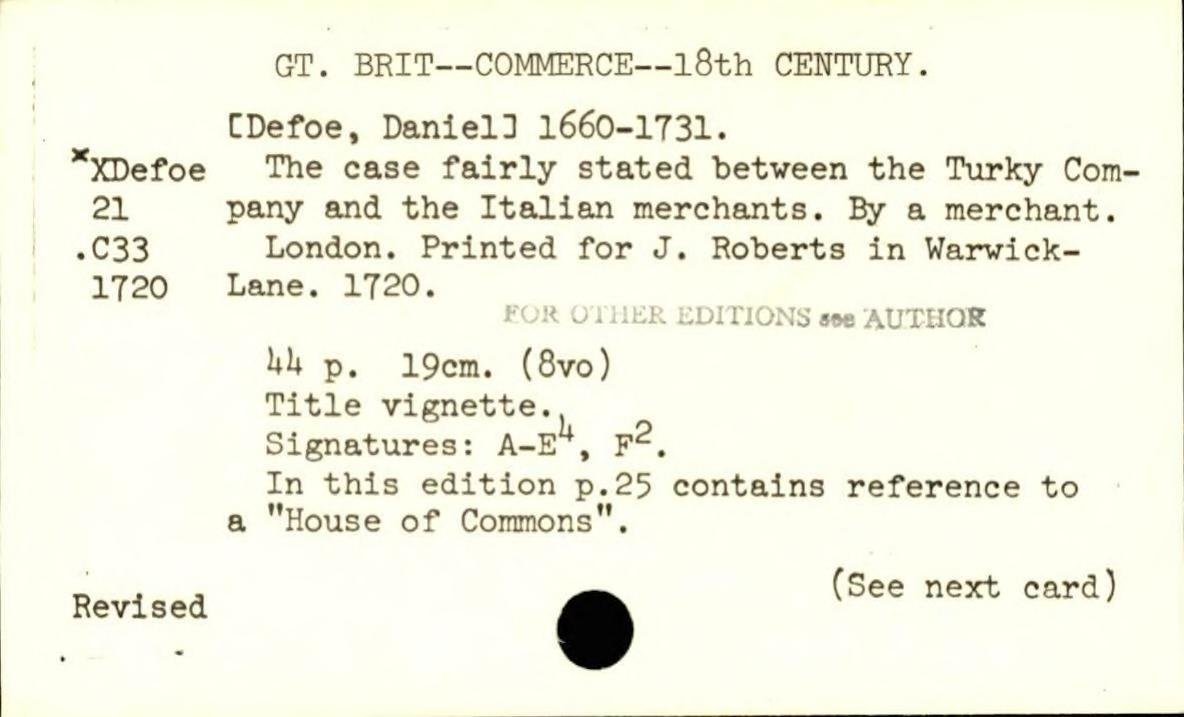 GT. BRIT--COMMERCE--18th CENTURY.
[Defoe, Daniel] 1660-1731.
*XDefoe The case fairly stated between the Turky Com-
21 pany and the Italian merchants. By a merchant.
.C33 London. Printed for J. Roberts in Warwick-
1720 Lane. 1720.
FOR OTHER EDITIONS see AUTHOR
44 p. 19cm. (8vo)
Title vignette.
Signatures: A-E⁴, F².
In this edition p.25 contains reference to
a "House of Commons".
(See next card)
Revised